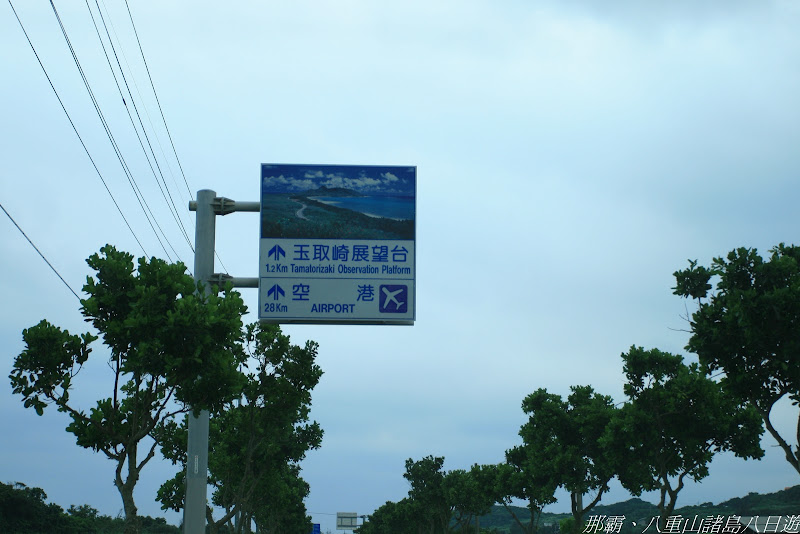 玉取崎展望台
1.2Km Tamatorizaki Observation Platform
空港
28Km AIRPORT
那霸、八重山諸島八日遊